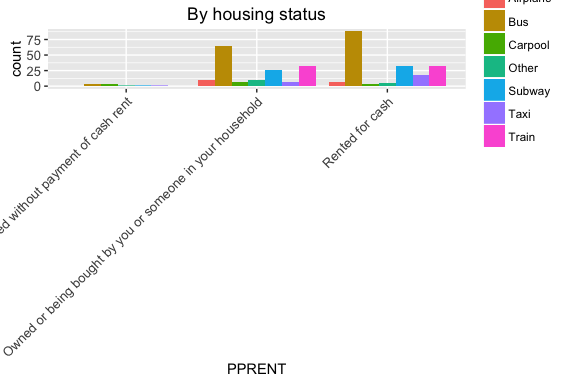 By housing status
count
75
50
25
0
without payment of cash rent
Owned or being bought by you or someone in your household
Rented for cash
PPRENT
Airplane
Bus
Carpool
Other
Subway
Taxi
Train